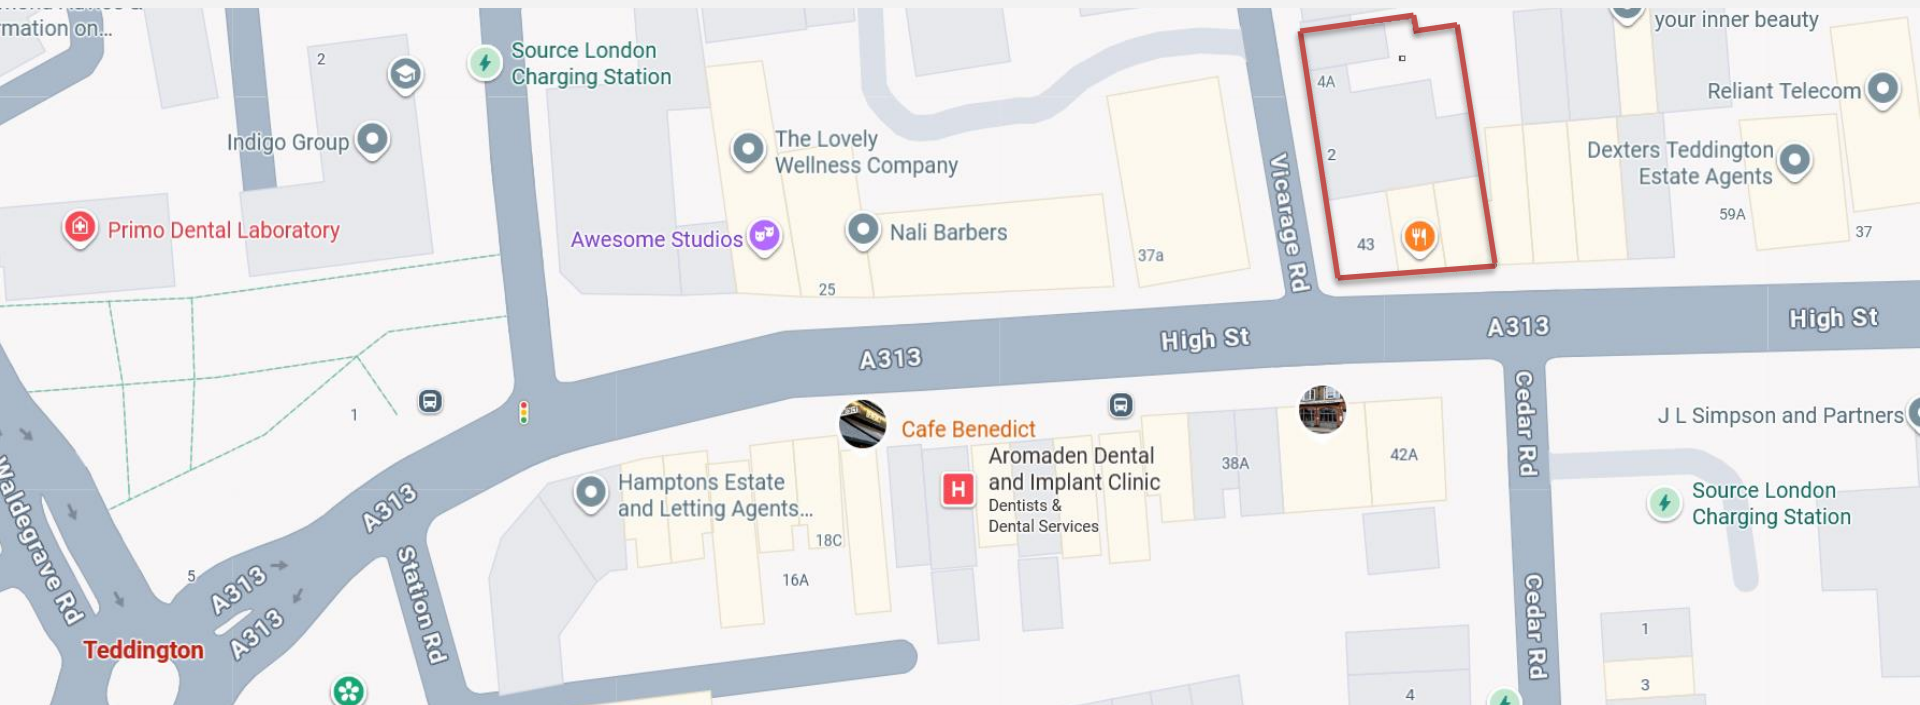 rmation on...
your inner beauty
2
Source London
Charging Station
4A
Reliant Telecom
Indigo Group
The Lovely
Wellness Company
2
Dexters Teddington
Estate Agents
Vicarage Rd
59A
37
Primo Dental Laboratory
Awesome Studios
Nali Barbers
43
37a
25
A313
High St
A313
High St
1
Cafe Benedict
Cedar Rd
J L Simpson and Partners
Aromaden Dental
and Implant Clinic
Dentists &
Dental Services
38A
42A
Hamptons Estate
and Letting Agents...
Source London
Charging Station
Waldegrave Rd
A313
18C
16A
5
A313
A313
Station Rd
Cedar Rd
1
Teddington
3
4
H